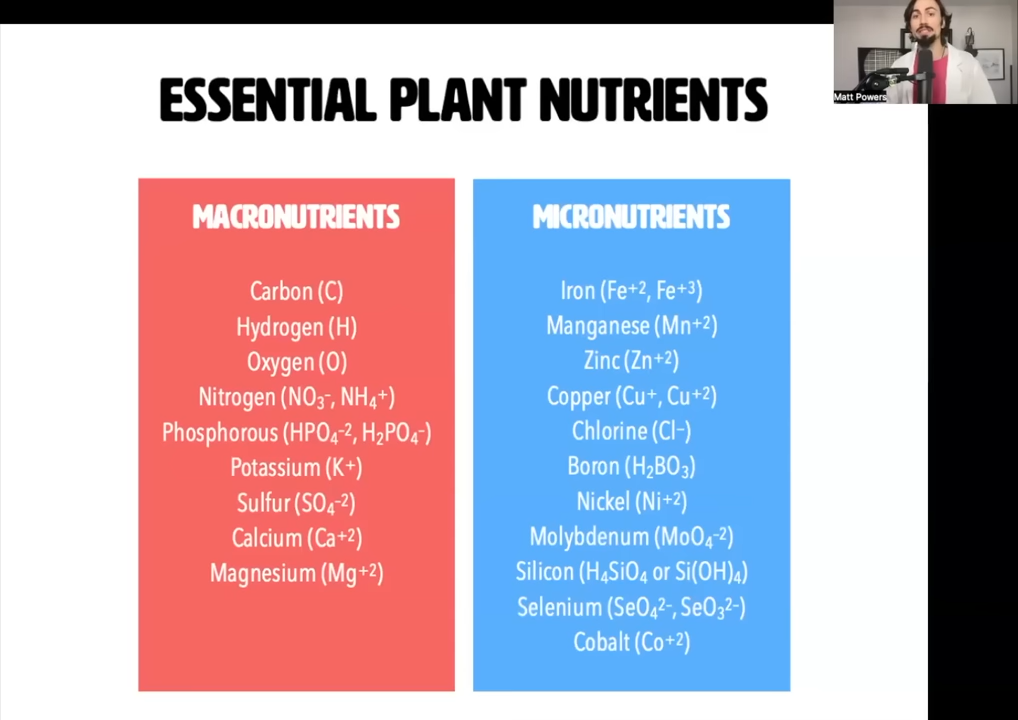 ESSENTIAL PLANT NUTRIENTS
Matt Powers
MACRONUTRIENTS
Carbon (C)
Hydrogen (H)
Oxygen (O)
Nitrogen (NO₃⁻, NH₄⁺)
Phosphorous (HPO₄⁻², H₂PO₄⁻)
Potassium (K⁺)
Sulfur (SO₄⁻²)
Calcium (Ca⁺²)
Magnesium (Mg⁺²)
MICRONUTRIENTS
Iron (Fe⁺², Fe⁺³)
Manganese (Mn⁺²)
Zinc (Zn⁺²)
Copper (Cu⁺, Cu⁺²)
Chlorine (Cl⁻)
Boron (H₂BO₃)
Nickel (Ni⁺²)
Molybdenum (MoO₄⁻²)
Silicon (H₄SiO₄ or Si(OH)₄)
Selenium (SeO₄²⁻, SeO₃²⁻)
Cobalt (Co⁺²)